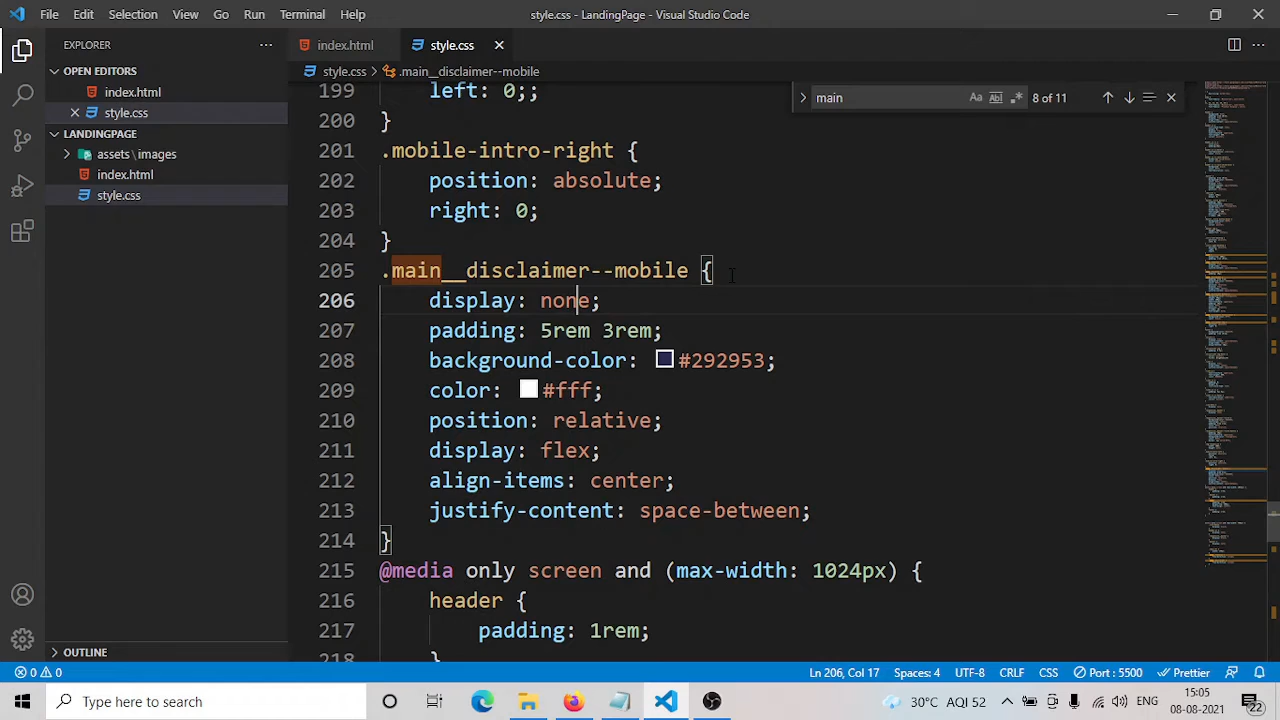 File Edit Selection View Go Run Terminal Help
style.css - LandingPage - Visual Studio Code
EXPLORER
index.html
style.css
OPEN EDITORS
index.html
style.css
LANDINGPAGE
assets \ images
index.html
style.css
OUTLINE
style.css > .main__disclaimer--mobile
main
8 of 11
199 left: 0;;
200 }
201 .mobile-intro-right {
202 position: absolute;
203 right: 0;
204 }
205 .main__disclaimer--mobile {
206 display: none;
207 padding: 5rem 3rem;
208 background-color: #292953;
209 color: #fff;
210 position: relative;
211 display: flex;
212 align-items: center;
213 justify-content: space-between;
214 }
215 @media only screen and (max-width: 1024px) {
216 header {
217 padding: 1rem;
218 }
0 0
Ln 206, Col 17 Spaces: 4 UTF-8 CRLF CSS Port : 5500 Prettier
Type here to search
30°C AQI 52
ENG
15:05
08-08-2021
22